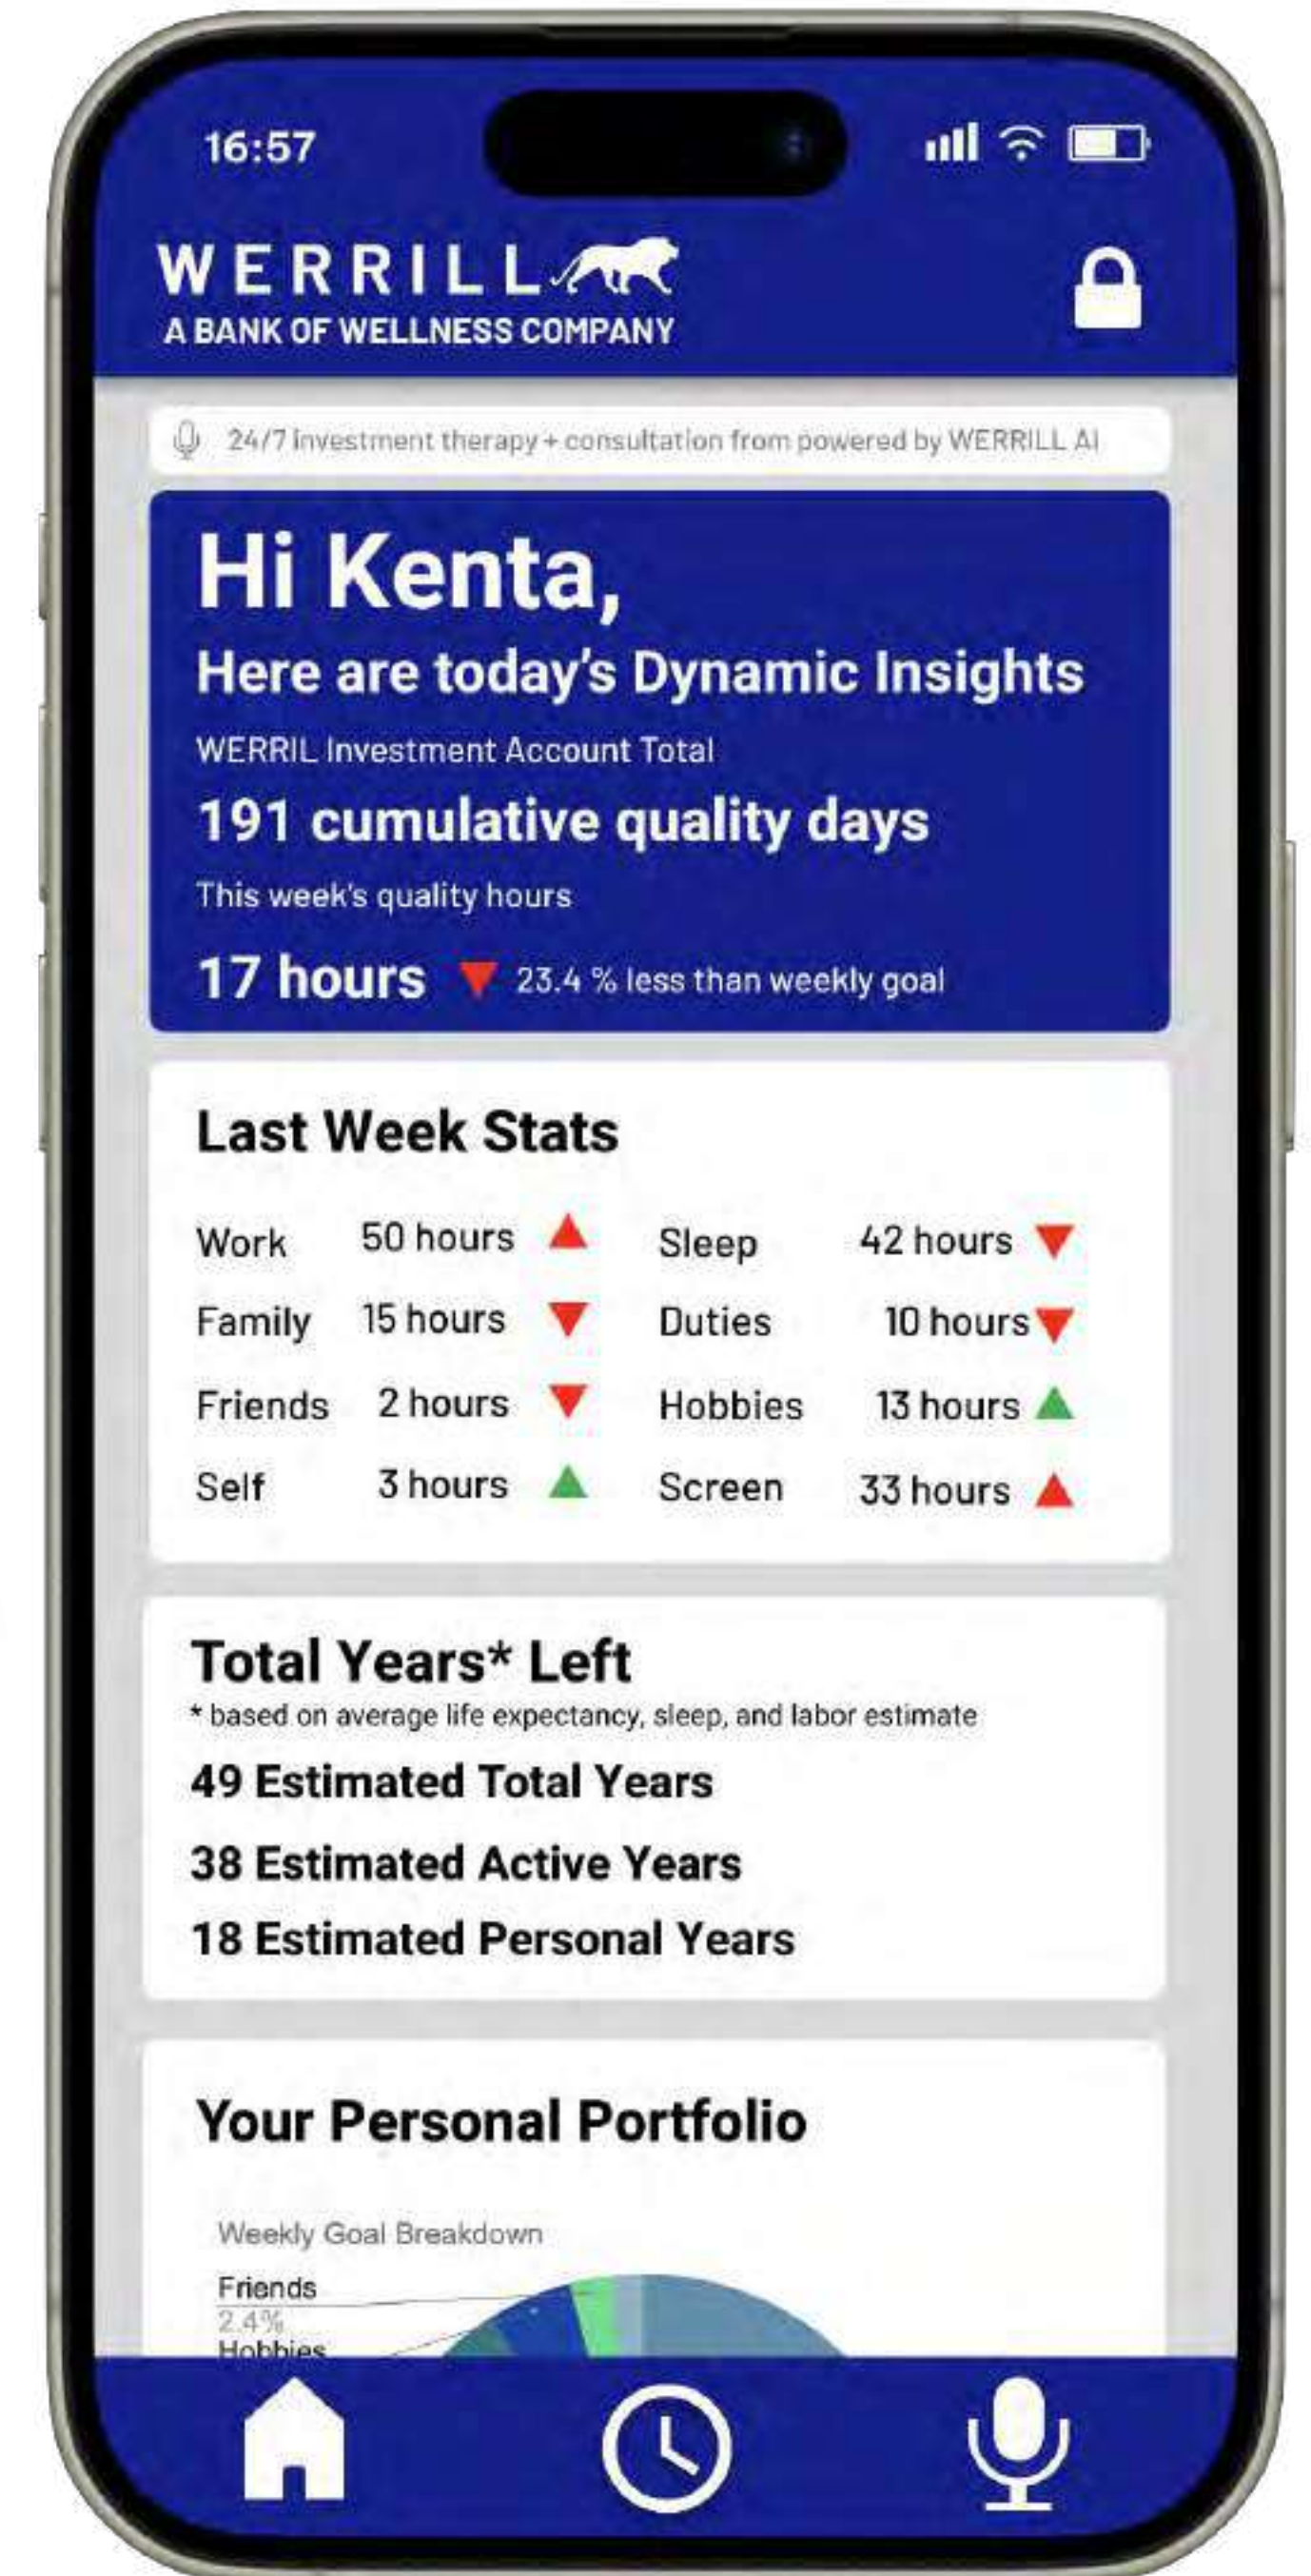 16:57
WERRILL
A BANK OF WELLNESS COMPANY
24/7 investment therapy + consultation from powered by WERRILL AI
Hi Kenta,
Here are today's Dynamic Insights
WERRIL Investment Account Total
191 cumulative quality days
This week's quality hours
17 hours 23.4 % less than weekly goal
Last Week Stats
Work 50 hours Sleep 42 hours
Family 15 hours Duties 10 hours
Friends 2 hours Hobbies 13 hours
Self 3 hours Screen 33 hours
Total Years* Left
* based on average life expectancy, sleep, and labor estimate
49 Estimated Total Years
38 Estimated Active Years
18 Estimated Personal Years
Your Personal Portfolio
Weekly Goal Breakdown
Friends
2.4%
Hobbies